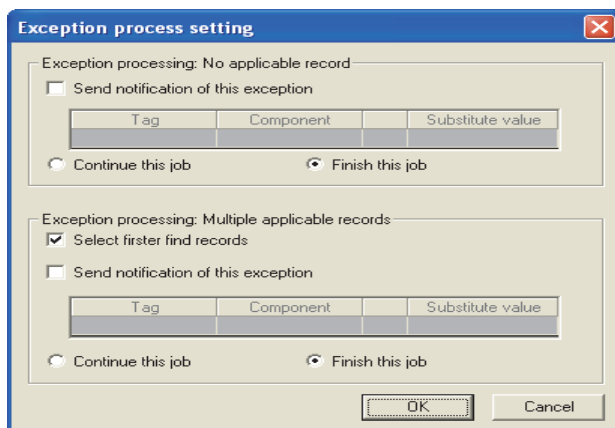 Exception process setting
Exception processing: No applicable record
Send notification of this exception
Tag Component Substitute value
Continue this job Finish this job
Exception processing: Multiple applicable records
Select firster find records
Send notification of this exception
Tag Component Substitute value
Continue this job Finish this job
OK Cancel